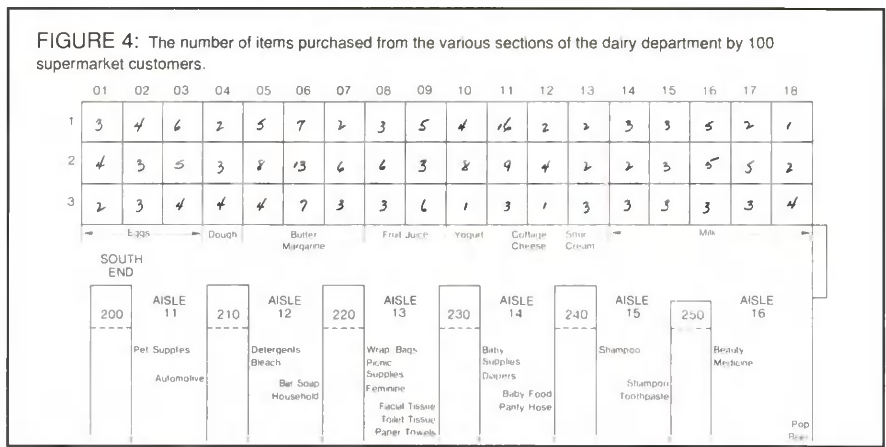 FIGURE 4: The number of items purchased from the various sections of the dairy department by 100
supermarket customers.
01 02 03 04 05 06 07 08 09 10 11 12 13 14 15 16 17 18
1 3 4 6 2 5 7 2 3 5 4 16 2 2 3 3 5 2 1
2 4 3 5 3 8 13 6 6 3 8 9 4 2 2 3 5 5 2
3 2 3 4 4 4 7 3 3 6 1 3 1 3 3 3 3 3 4
Eggs Dough Butter Fruit Juice Yogurt Cottage Sour Milk
Margarine Cheese Cream
SOUTH
END
200 AISLE 210 AISLE 220 AISLE 230 AISLE 240 AISLE 250 AISLE
11 12 13 14 15 16
Pet Supplies Detergents Wrap Bags Baby Shampoo Beauty
Bleach Picnic Supplies Medicine
Automotive Supplies Diapers
Bar Soap Feminine Shampoo
Household Baby Food Toothpaste
Facial Tissue Panty Hose
Toilet Tissue
Paper Towels
Pop
Beer